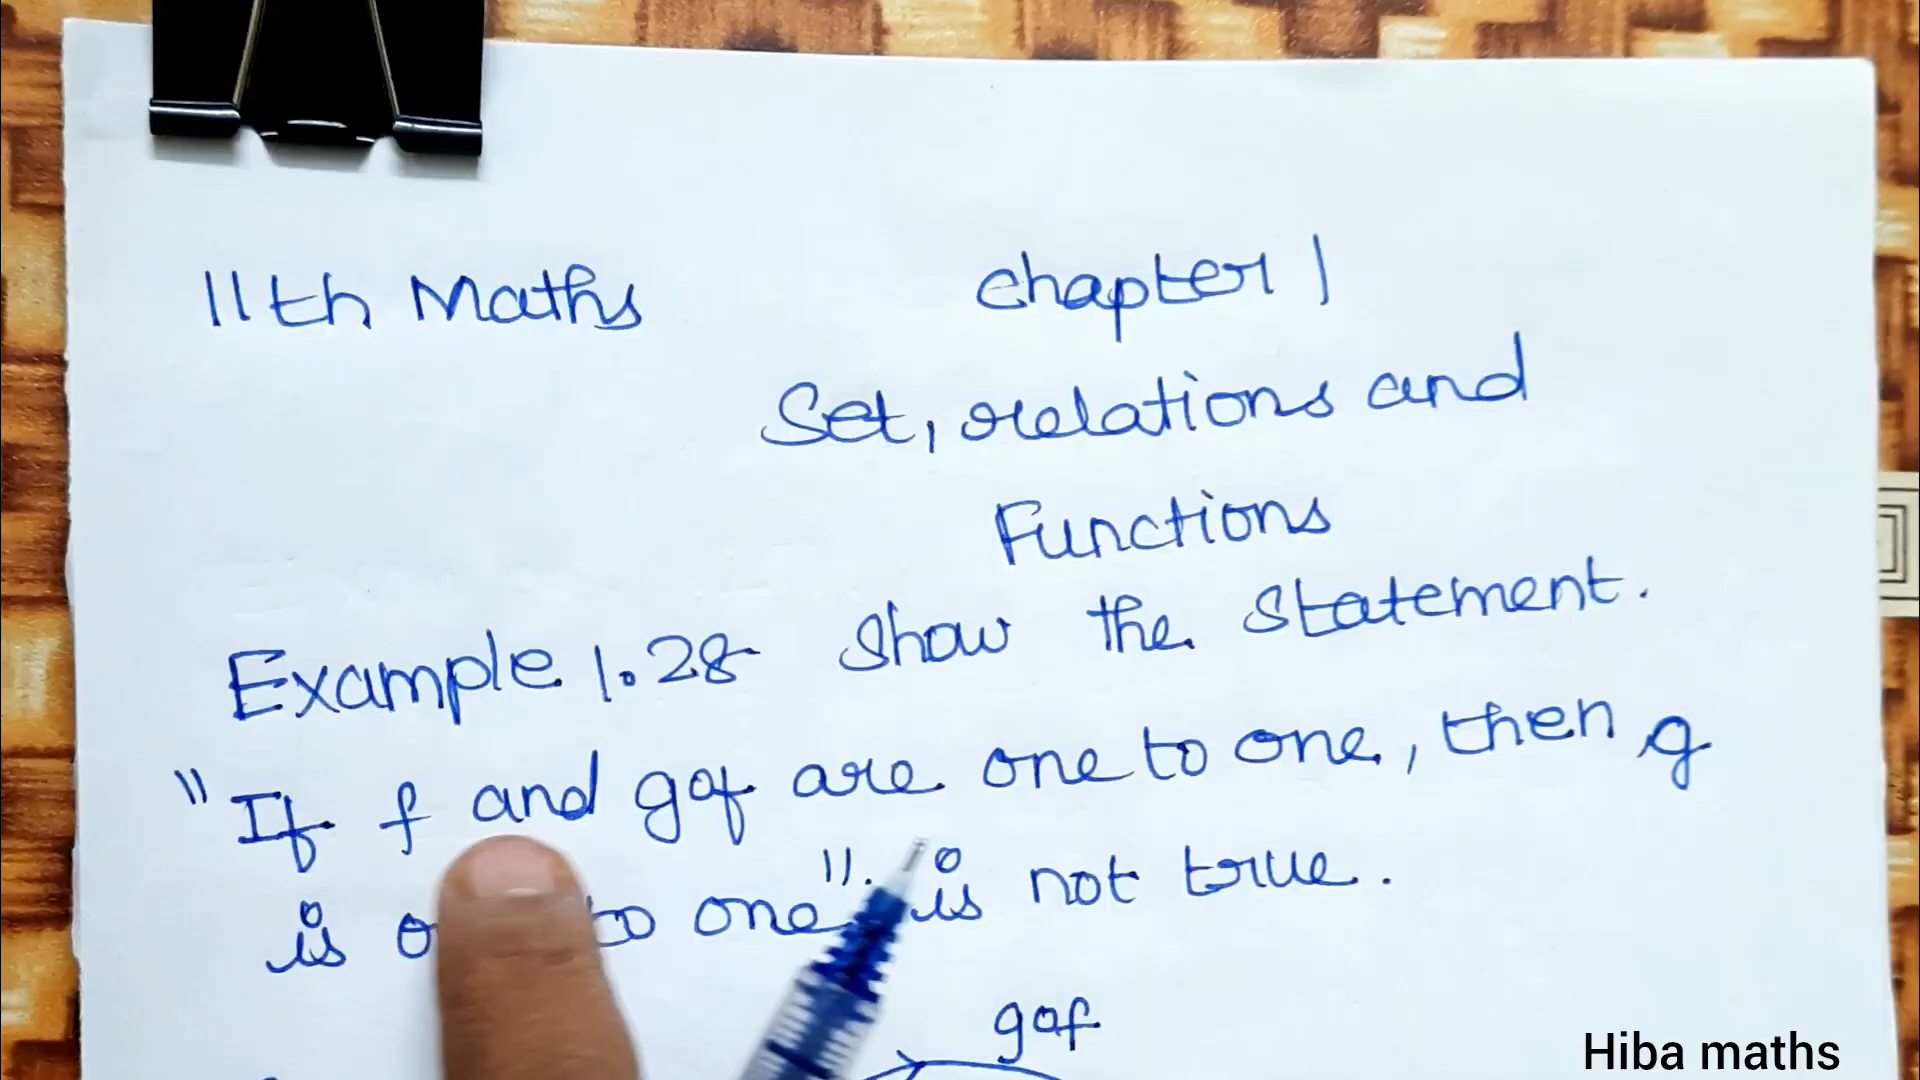 11th Maths chapter 1
Set, relations and
Functions
Example 1.28 Show the Statement.
"If f and gof are one to one, then g
is to one". is not true.
gof
Hiba maths